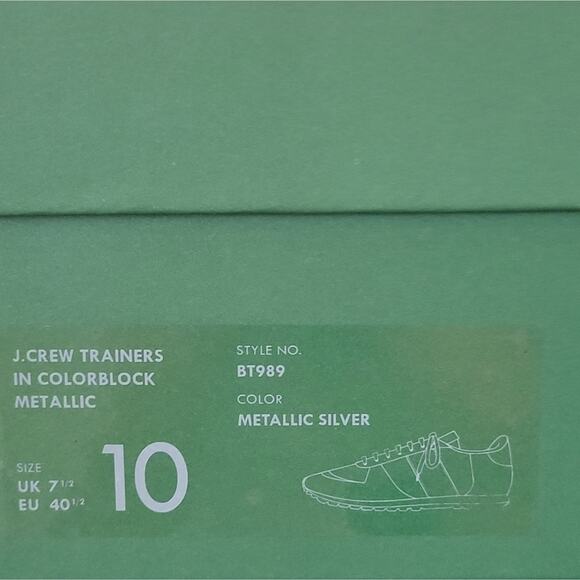 J.CREW TRAINERS
IN COLORBLOCK
METALLIC
STYLE NO.
BT989
COLOR
METALLIC SILVER
SIZE
UK 7 1/2
EU 40 1/2
10